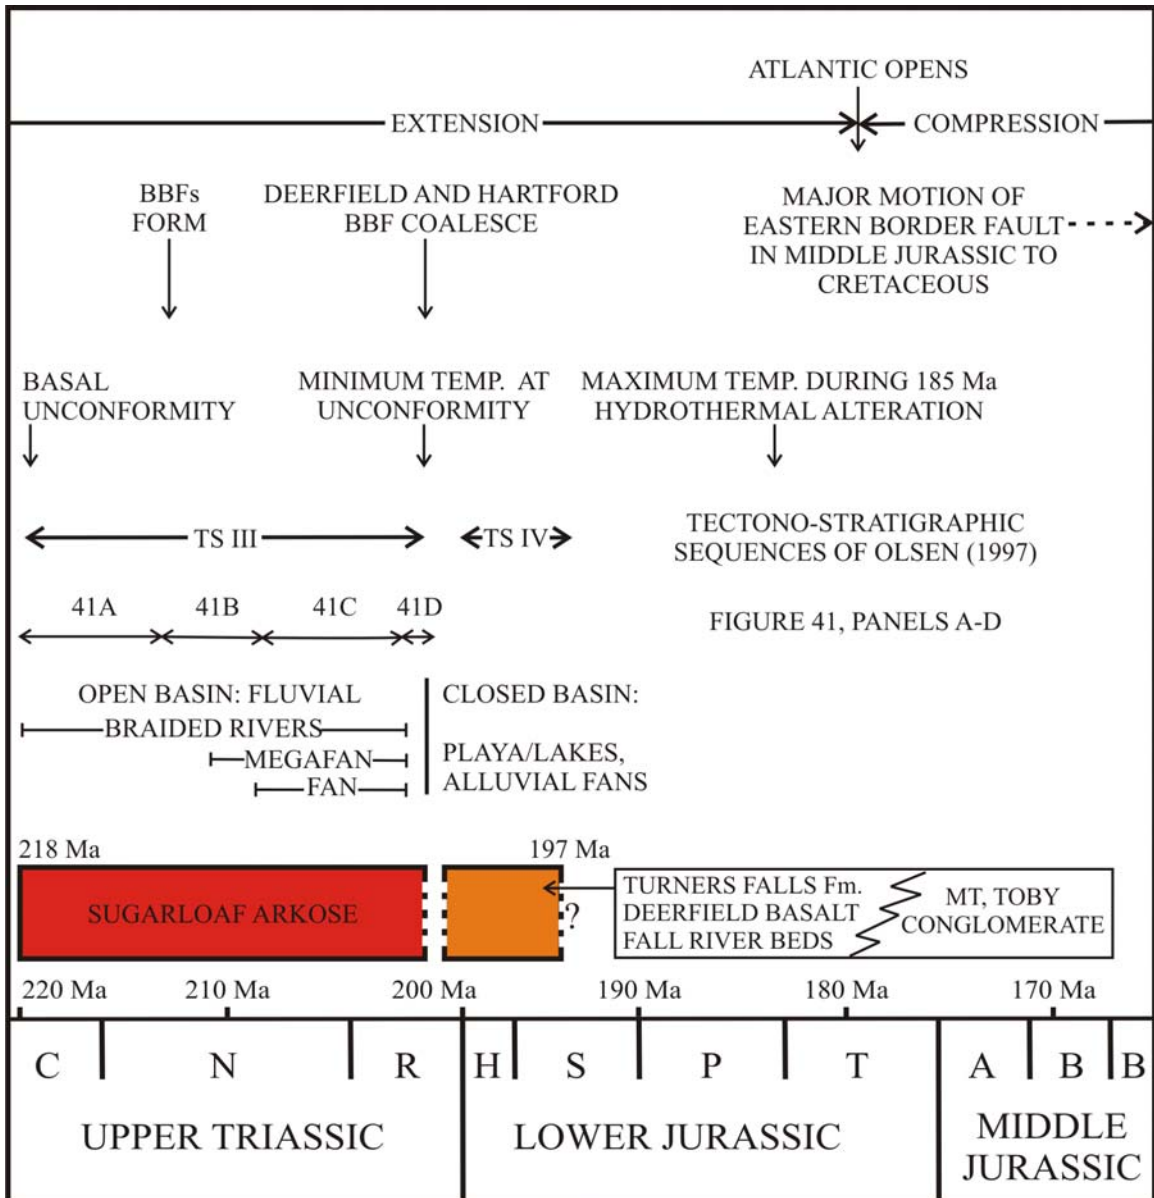 ATLANTIC OPENS
EXTENSION
COMPRESSION
BBFs
FORM
DEERFIELD AND HARTFORD
BBF COALESCE
MAJOR MOTION OF
EASTERN BORDER FAULT
IN MIDDLE JURASSIC TO
CRETACEOUS
BASAL
UNCONFORMITY
MINIMUM TEMP. AT
UNCONFORMITY
MAXIMUM TEMP. DURING 185 Ma
HYDROTHERMAL ALTERATION
TS III
TS IV
TECTONO-STRATIGRAPHIC
SEQUENCES OF OLSEN (1997)
41A 41B 41C 41D
FIGURE 41, PANELS A-D
OPEN BASIN: FLUVIAL
BRAIDED RIVERS
MEGAFAN
FAN
CLOSED BASIN:
PLAYA/LAKES,
ALLUVIAL FANS
218 Ma
197 Ma
SUGARLOAF ARKOSE
?
TURNERS FALLS Fm.
DEERFIELD BASALT
FALL RIVER BEDS
MT, TOBY
CONGLOMERATE
220 Ma 210 Ma 200 Ma 190 Ma 180 Ma 170 Ma
C N R H S P T A B B
UPPER TRIASSIC
LOWER JURASSIC
MIDDLE
JURASSIC